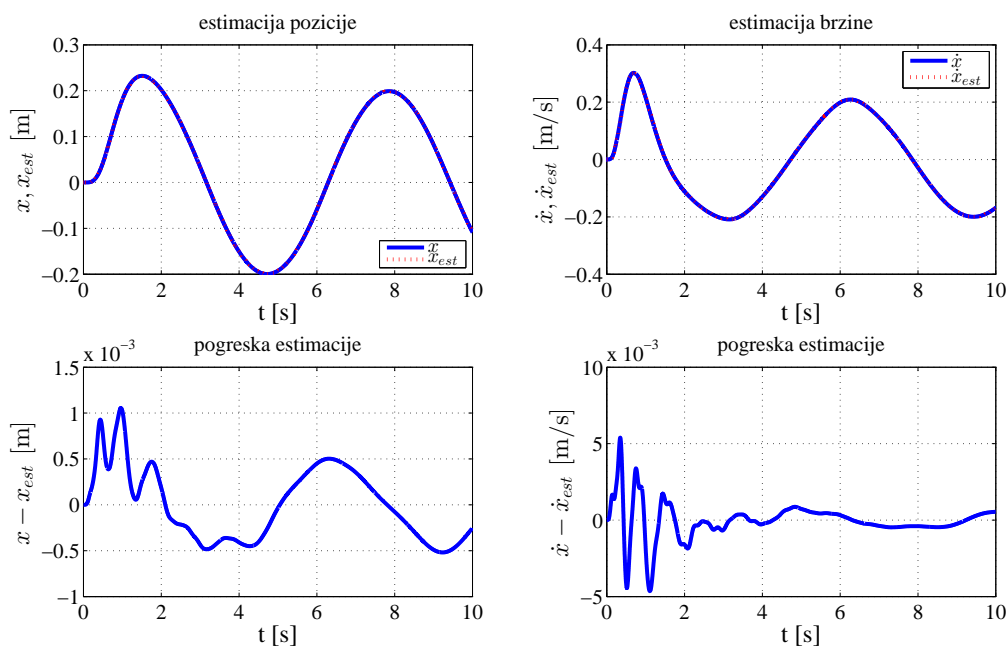 estimacija pozicije
0.3
0.2
0.1
0
−0.1
−0.2
x, x_est [m]
x
x_est
0 2 4 6 8 10
t [s]
estimacija brzine
0.4
0.2
0
−0.2
−0.4
ẋ, ẋ_est [m/s]
ẋ
ẋ_est
0 2 4 6 8 10
t [s]
pogreska estimacije
x 10⁻³
1.5
1
0.5
0
−0.5
−1
x − x_est [m]
0 2 4 6 8 10
t [s]
pogreska estimacije
x 10⁻³
10
5
0
−5
ẋ − ẋ_est [m/s]
0 2 4 6 8 10
t [s]